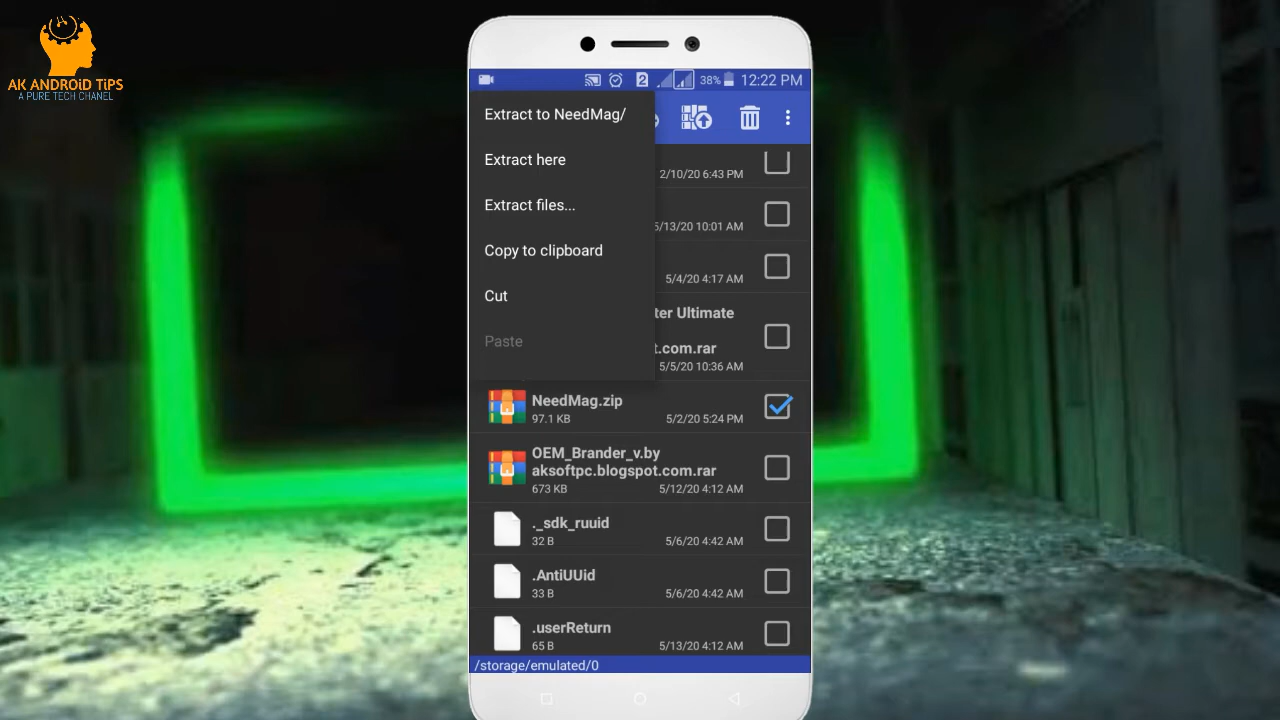 AK ANDROiD TiPS
A PURE TECH CHANEL
2
38%
12:22 PM
Extract to NeedMag/
Extract here
Extract files...
Copy to clipboard
Cut
Paste
2/10/20 6:43 PM
5/13/20 10:01 AM
5/4/20 4:17 AM
ter Ultimate
t.com.rar
5/5/20 10:36 AM
NeedMag.zip
97.1 KB 5/2/20 5:24 PM
OEM_Brander_v.by
aksoftpc.blogspot.com.rar
673 KB 5/12/20 4:12 AM
._sdk_ruuid
32 B 5/6/20 4:42 AM
.AntiUUid
33 B 5/6/20 4:42 AM
.userReturn
65 B 5/13/20 4:12 AM
/storage/emulated/0